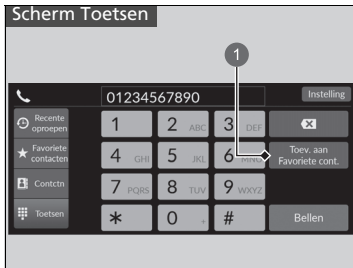 Scherm Toetsen
1
01234567890
Instelling
Recente
oproepen
1
2 ABC
3 DEF
Favoriete
contacten
4 GHI
5 JKL
6 MNO
Toev. aan
Favoriete cont.
Contctn
7 PQRS
8 TUV
9 WXYZ
Toetsen
*
0 +
#
Bellen